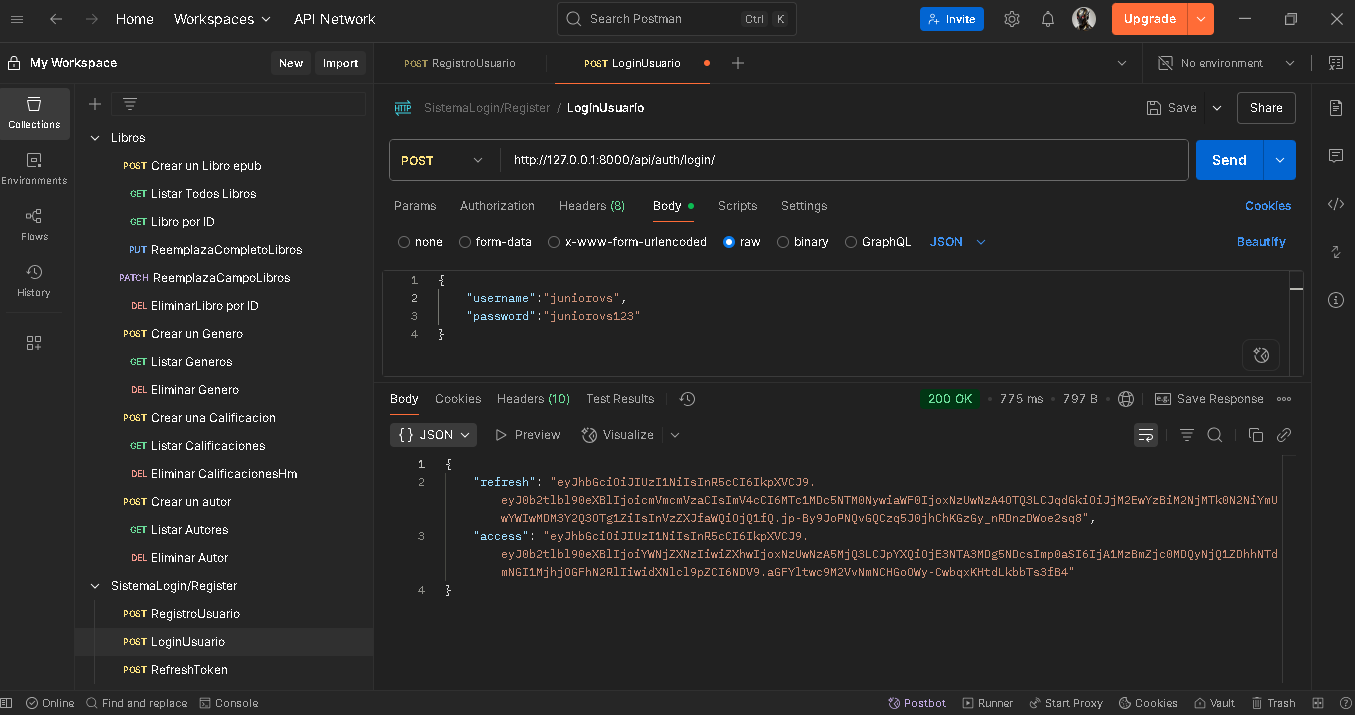 Home Workspaces API Network Search Postman Ctrl K Invite Upgrade
My Workspace New Import POST RegistroUsuario POST LoginUsuario No environment
Collections
Environments
Flows
History
Libros
POST Crear un Libro epub
GET Listar Todos Libros
GET Libro por ID
PUT ReemplazaCompletoLibros
PATCH ReemplazaCampoLibros
DEL EliminarLibro por ID
POST Crear un Genero
GET Listar Generos
DEL Eliminar Genero
POST Crear una Calificacion
GET Listar Calificaciones
DEL Eliminar CalificacionesHm
POST Crear un autor
GET Listar Autores
DEL Eliminar Autor
SistemaLogin/Register
POST RegistroUsuario
POST LoginUsuario
POST RefreshToken
HTTP SistemaLogin/Register / LoginUsuario Save Share
POST http://127.0.0.1:8000/api/auth/login/ Send
Params Authorization Headers (8) Body Scripts Settings Cookies
none form-data x-www-form-urlencoded raw binary GraphQL JSON Beautify
1 {
2 "username":"juniorovs",
3 "password":"juniorovs123"
4 }
Body Cookies Headers (10) Test Results 200 OK 775 ms 797 B Save Response
{} JSON Preview Visualize
1 {
2 "refresh": "eyJhbGciOiJIUzI1NiIsInR5cCI6IkpXVCJ9.
3 "access": "eyJhbGciOiJIUzI1NiIsInR5cCI6IkpXVCJ9.
4 }
Online Find and replace Console Postbot Runner Start Proxy Cookies Vault Trash